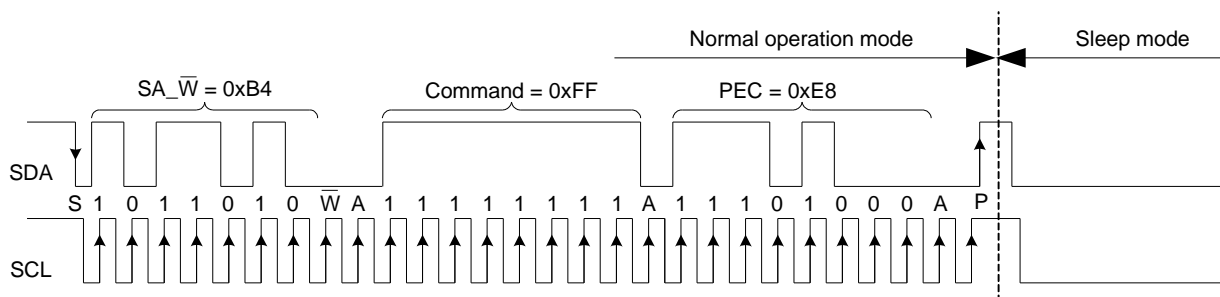 Normal operation mode Sleep mode
SA_W̅ = 0xB4 Command = 0xFF PEC = 0xE8
SDA
S 1 0 1 1 0 1 0 W̅ A 1 1 1 1 1 1 1 1 A 1 1 1 0 1 0 0 0 A P
SCL